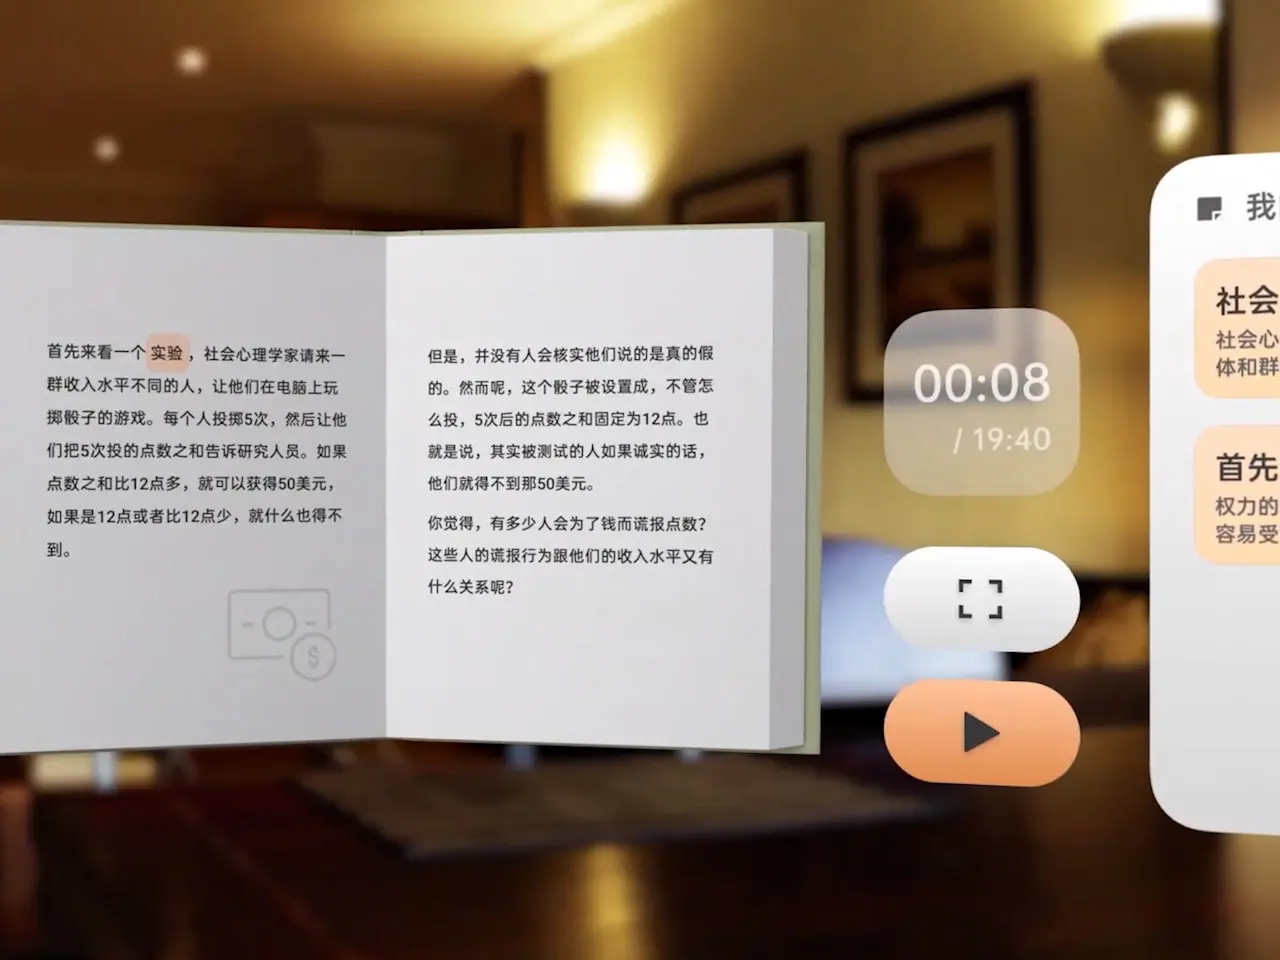 首先来看一个实验，社会心理学家请来一
群收入水平不同的人，让他们在电脑上玩
掷骰子的游戏。每个人投掷5次，然后让他
们把5次投的点数之和告诉研究人员。如果
点数之和比12点多，就可以获得50美元，
如果是12点或者比12点少，就什么也得不
到。
$
但是，并没有人会核实他们说的是真的假
的。然而呢，这个骰子被设置成，不管怎
么投，5次后的点数之和固定为12点。也
就是说，其实被测试的人如果诚实的话，
他们就得不到那50美元。
你觉得，有多少人会为了钱而谎报点数？
这些人的谎报行为跟他们的收入水平又有
什么关系呢？
00:08
/ 19:40
我
社会
社会心
体和群
首先
权力的
容易受